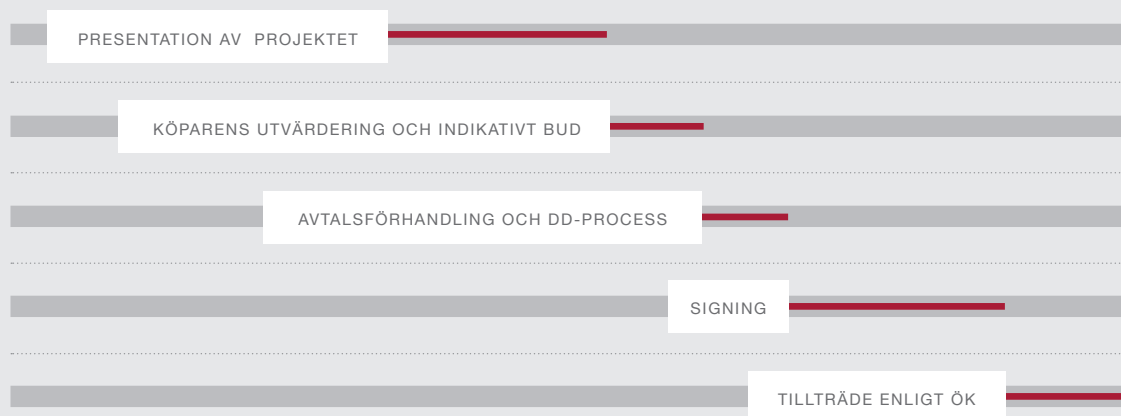 PRESENTATION AV PROJEKTET
KÖPARENS UTVÄRDERING OCH INDIKATIVT BUD
AVTALSFÖRHANDLING OCH DD-PROCESS
SIGNING
TILLTRÄDE ENLIGT ÖK